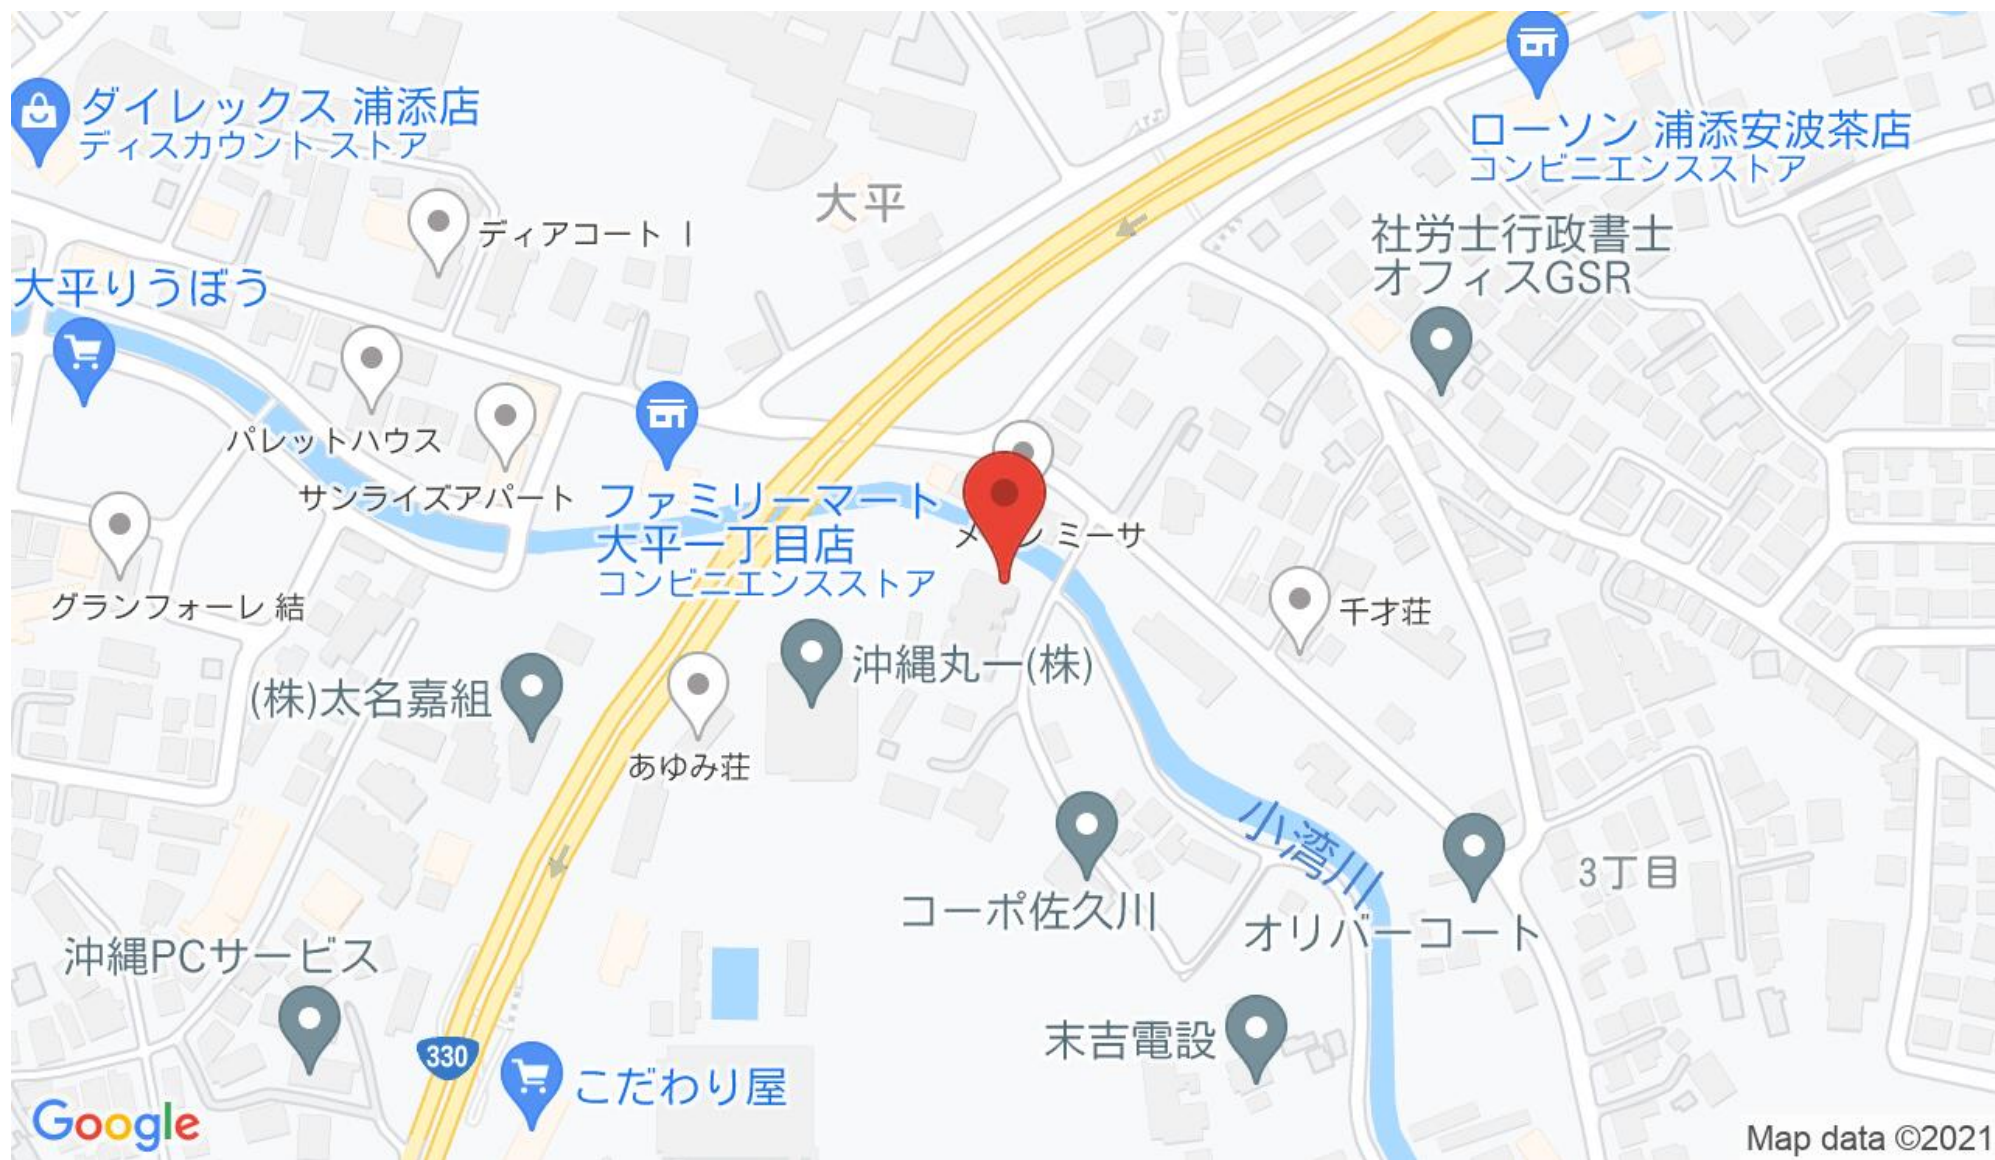 ダイレックス 浦添店
ディスカウント ストア
ローソン 浦添安波茶店
コンビニエンスストア
大平
ディアコート Ⅰ
社労士行政書士
オフィスGSR
大平りうぼう
パレットハウス
サンライズアパート
ファミリーマート
大平一丁目店
コンビニエンスストア
ミーサ
グランフォーレ 結
千才荘
沖縄丸一(株)
(株)太名嘉組
あゆみ荘
小湾川
3丁目
コーポ佐久川
オリバーコート
沖縄PCサービス
末吉電設
330
こだわり屋
Google
Map data ©2021